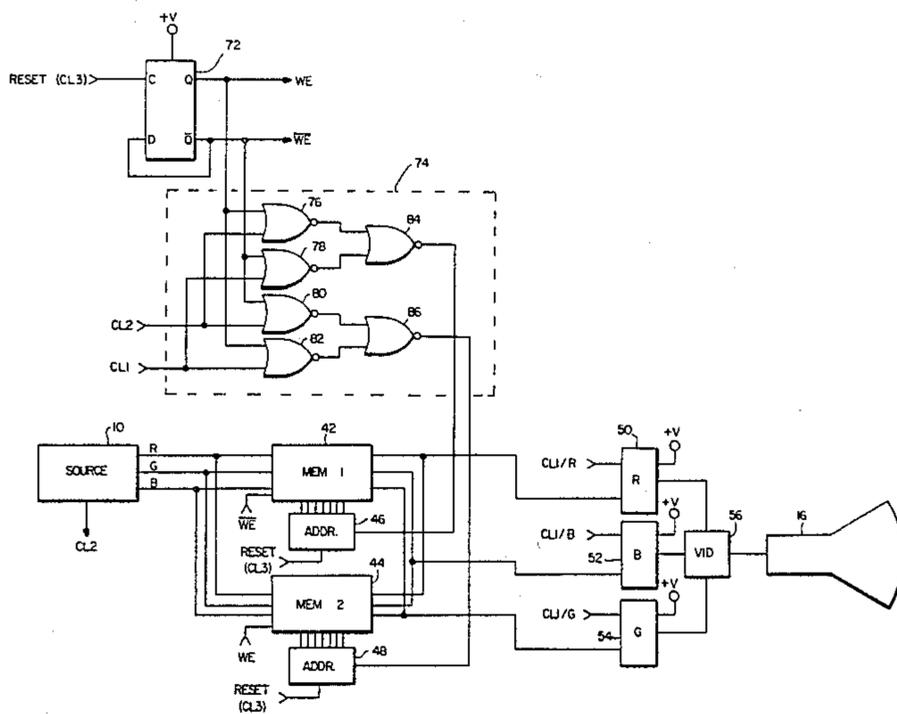 +V
72
RESET (CL3)
C
Q
WE
D
Q̅
W̅E̅
74
76
84
78
80
86
CL2
82
CL1
10
42
50
+V
R
SOURCE
G
MEM 1
CL1/R
R
B
+V
W̅E̅
46
56
16
ADDR.
CL1/B
B
VID
CL2
RESET
(CL3)
44
52
+V
MEM 2
CL1/G
G
54
WE
48
ADDR.
R̅E̅S̅E̅T̅
(CL3)